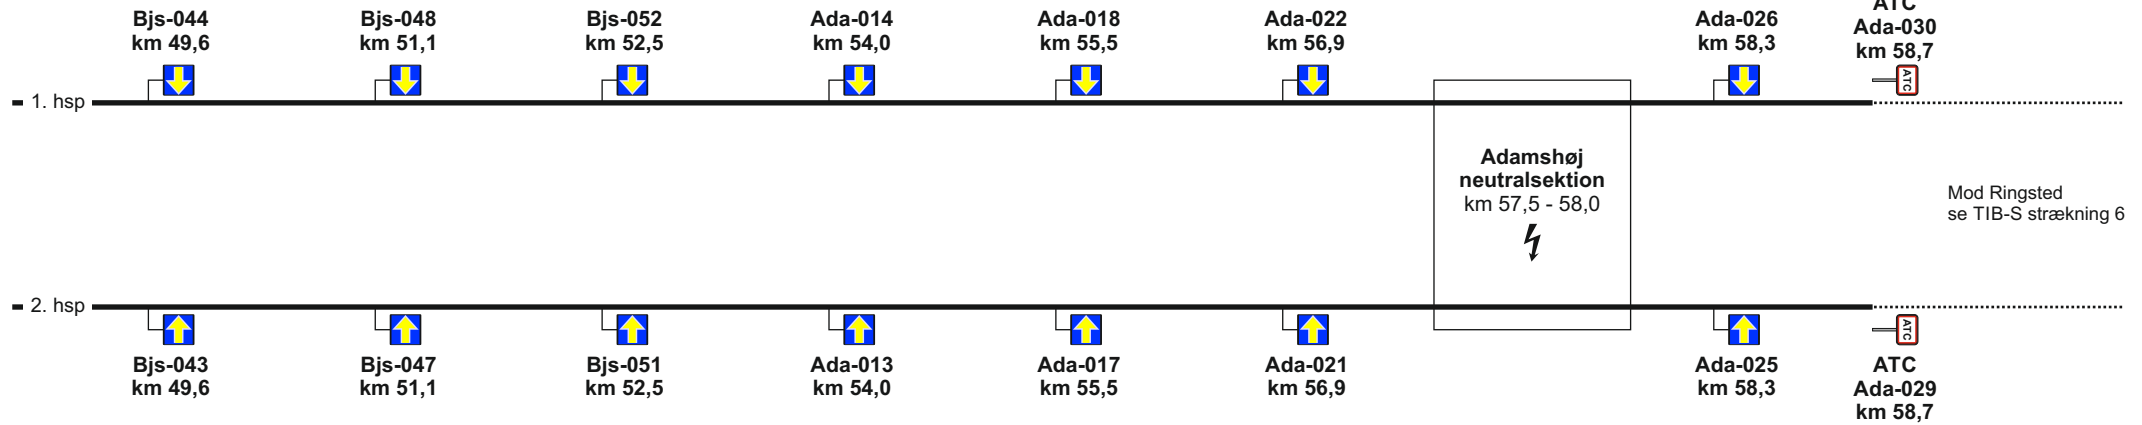 Bjs-044
km 49,6
Bjs-048
km 51,1
Bjs-052
km 52,5
Ada-014
km 54,0
Ada-018
km 55,5
Ada-022
km 56,9
Ada-026
km 58,3
ATC
Ada-030
km 58,7
ATC
1. hsp
Adamshøj
neutralsektion
km 57,5 - 58,0
Mod Ringsted
se TIB-S strækning 6
2. hsp
ATC
Bjs-043
km 49,6
Bjs-047
km 51,1
Bjs-051
km 52,5
Ada-013
km 54,0
Ada-017
km 55,5
Ada-021
km 56,9
Ada-025
km 58,3
ATC
Ada-029
km 58,7